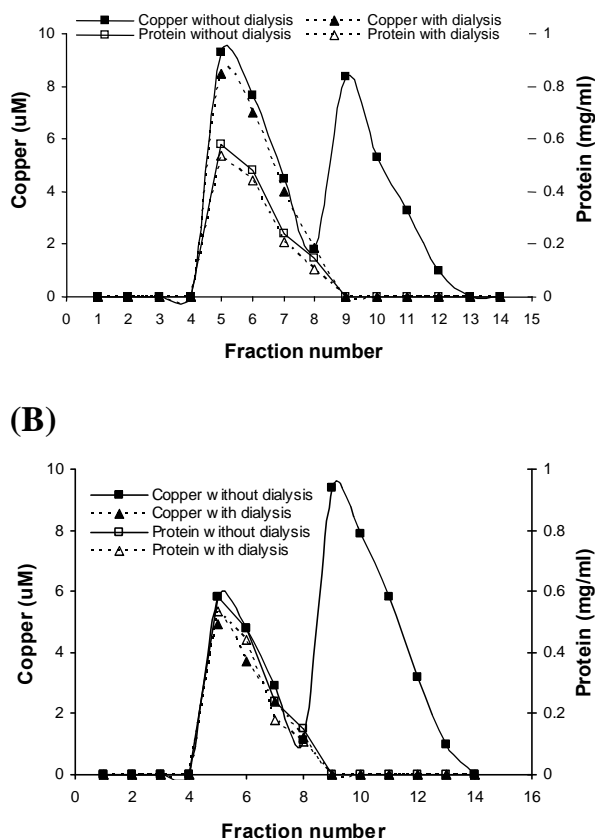 Copper without dialysis Copper with dialysis
Protein without dialysis Protein with dialysis
10 1
8 0.8
6 0.6
4 0.4
2 0.2
0 0
Copper (uM)
Protein (mg/ml)
0 1 2 3 4 5 6 7 8 9 10 11 12 13 14 15
Fraction number
(B)
10 1
Copper without dialysis
Copper with dialysis
Protein without dialysis
Protein with dialysis
8 0.8
6 0.6
4 0.4
2 0.2
0 0
Copper (uM)
Protein (mg/ml)
0 2 4 6 8 10 12 14 16
Fraction number